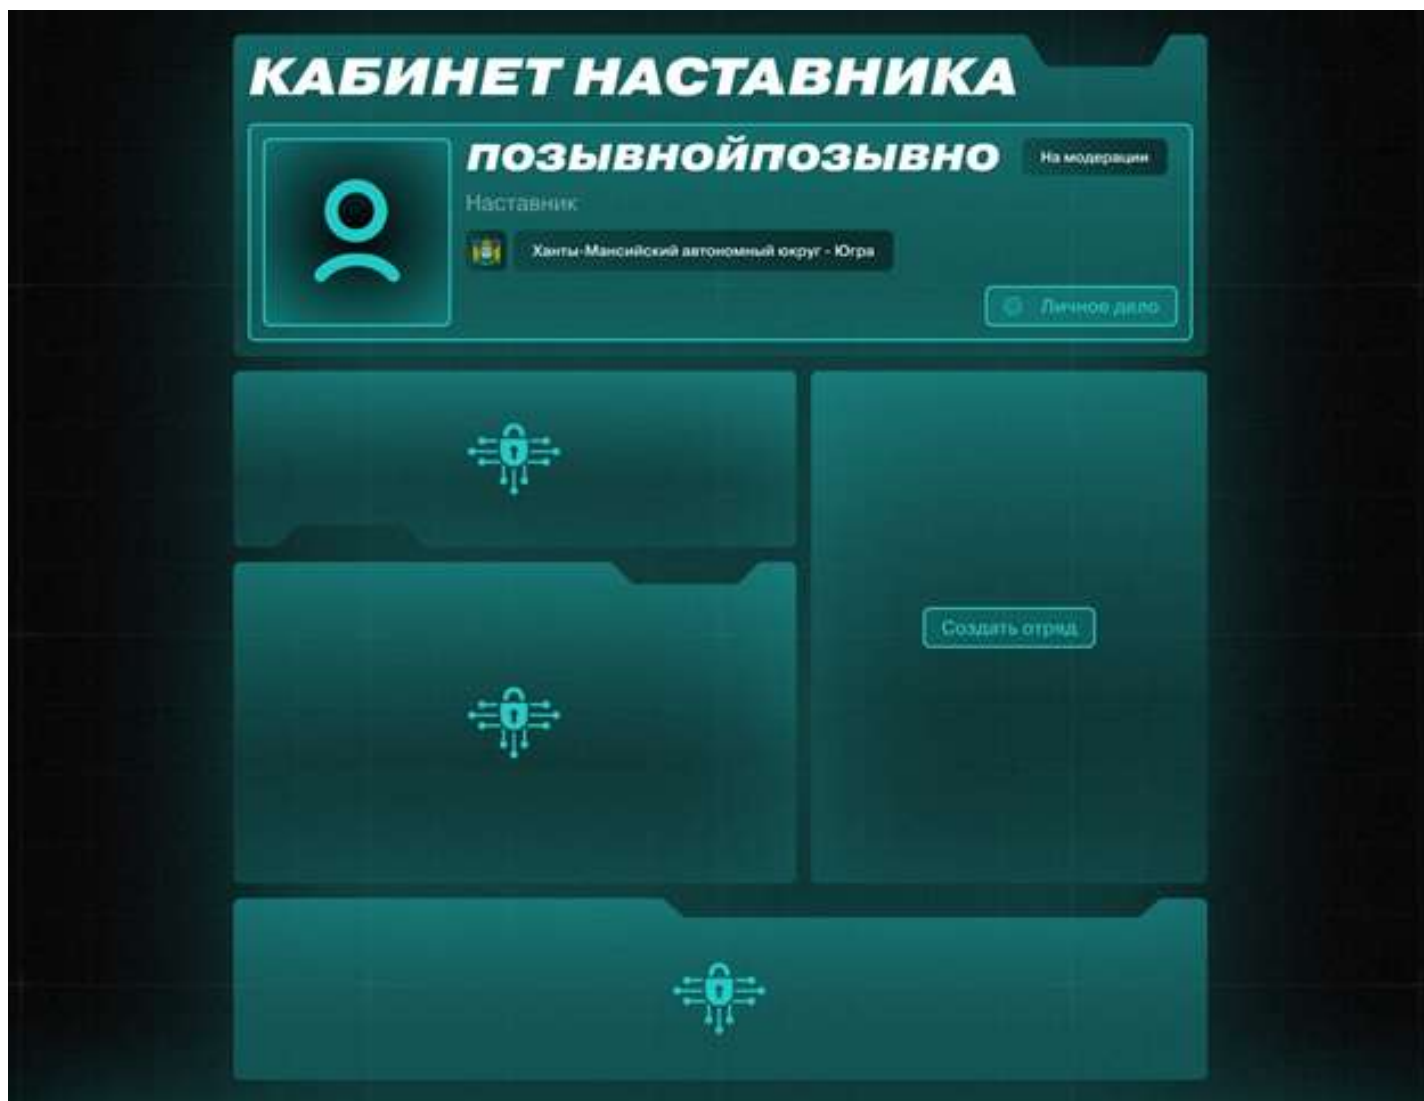 КАБИНЕТ НАСТАВНИКА
ПОЗЫВНОЙПОЗЫВНО
На модерации
Наставник
Ханты-Мансийский автономный округ - Югра
Личное дело
Создать отряд